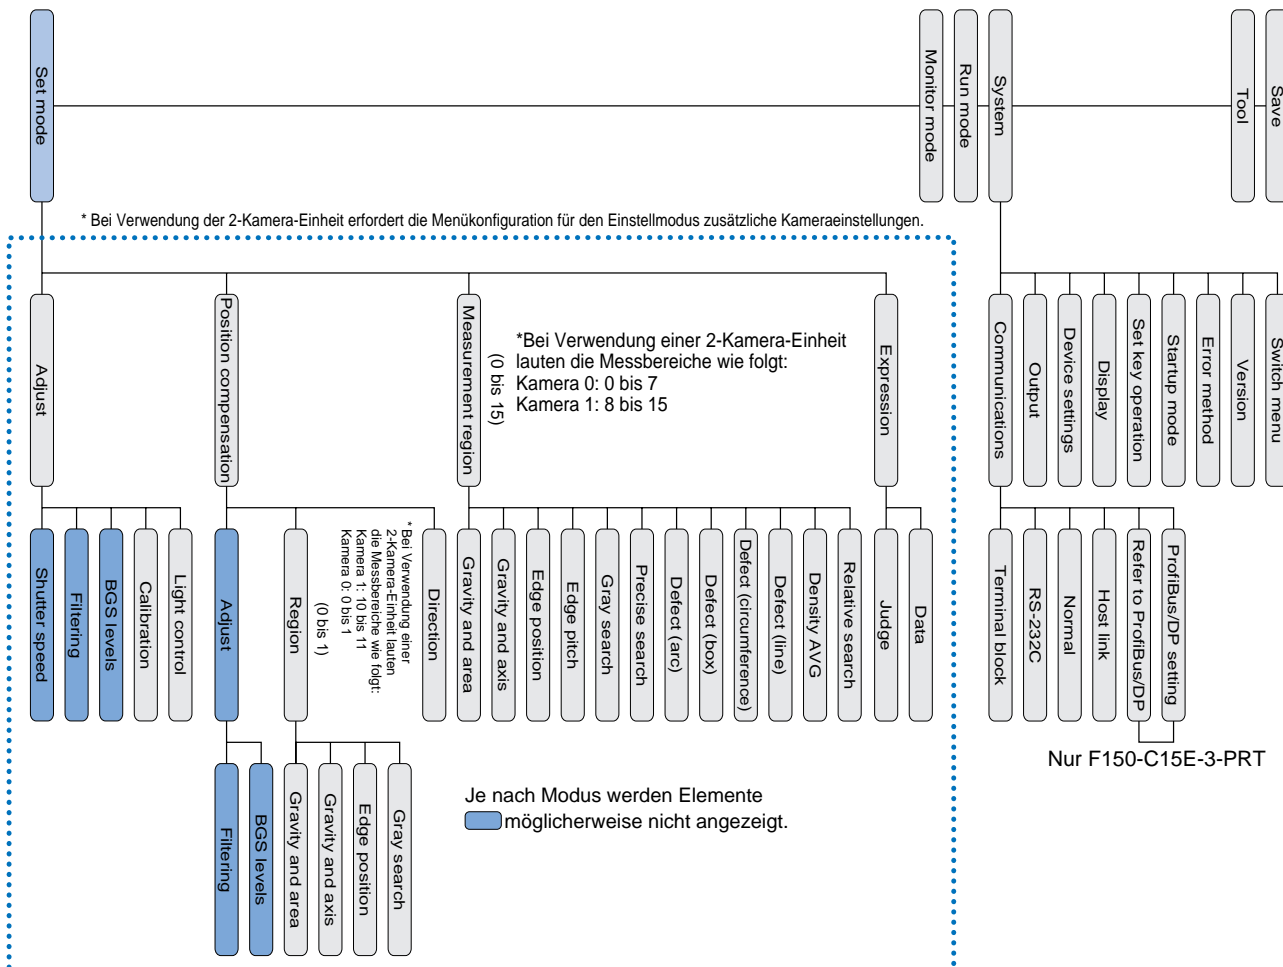 Set mode
Monitor mode
Run mode
System
Tool
Save
* Bei Verwendung der 2-Kamera-Einheit erfordert die Menükonfiguration für den Einstellmodus zusätzliche Kameraeinstellungen.
Adjust
Position compensation
Measurement region
(0 bis 15)
*Bei Verwendung einer 2-Kamera-Einheit
lauten die Messbereiche wie folgt:
Kamera 0: 0 bis 7
Kamera 1: 8 bis 15
Expression
Communications
Output
Device settings
Display
Set key operation
Startup mode
Error method
Version
Switch menu
Shutter speed
Filtering
BGS levels
Calibration
Light control
Adjust
Region
(0 bis 1)
*Bei Verwendung einer
2-Kamera-Einheit lauten
die Messbereiche wie folgt:
Kamera 1: 10 bis 11
Kamera 0: 0 bis 1
Direction
Gravity and area
Gravity and axis
Edge position
Edge pitch
Gray search
Precise search
Defect (arc)
Defect (box)
Defect (circumference)
Defect (line)
Density AVG
Relative search
Judge
Data
Terminal block
RS-232C
Normal
Host link
Refer to ProfiBus/DP
ProfiBus/DP setting
Nur F150-C15E-3-PRT
Filtering
BGS levels
Gravity and area
Gravity and axis
Edge position
Gray search
Je nach Modus werden Elemente
möglicherweise nicht angezeigt.